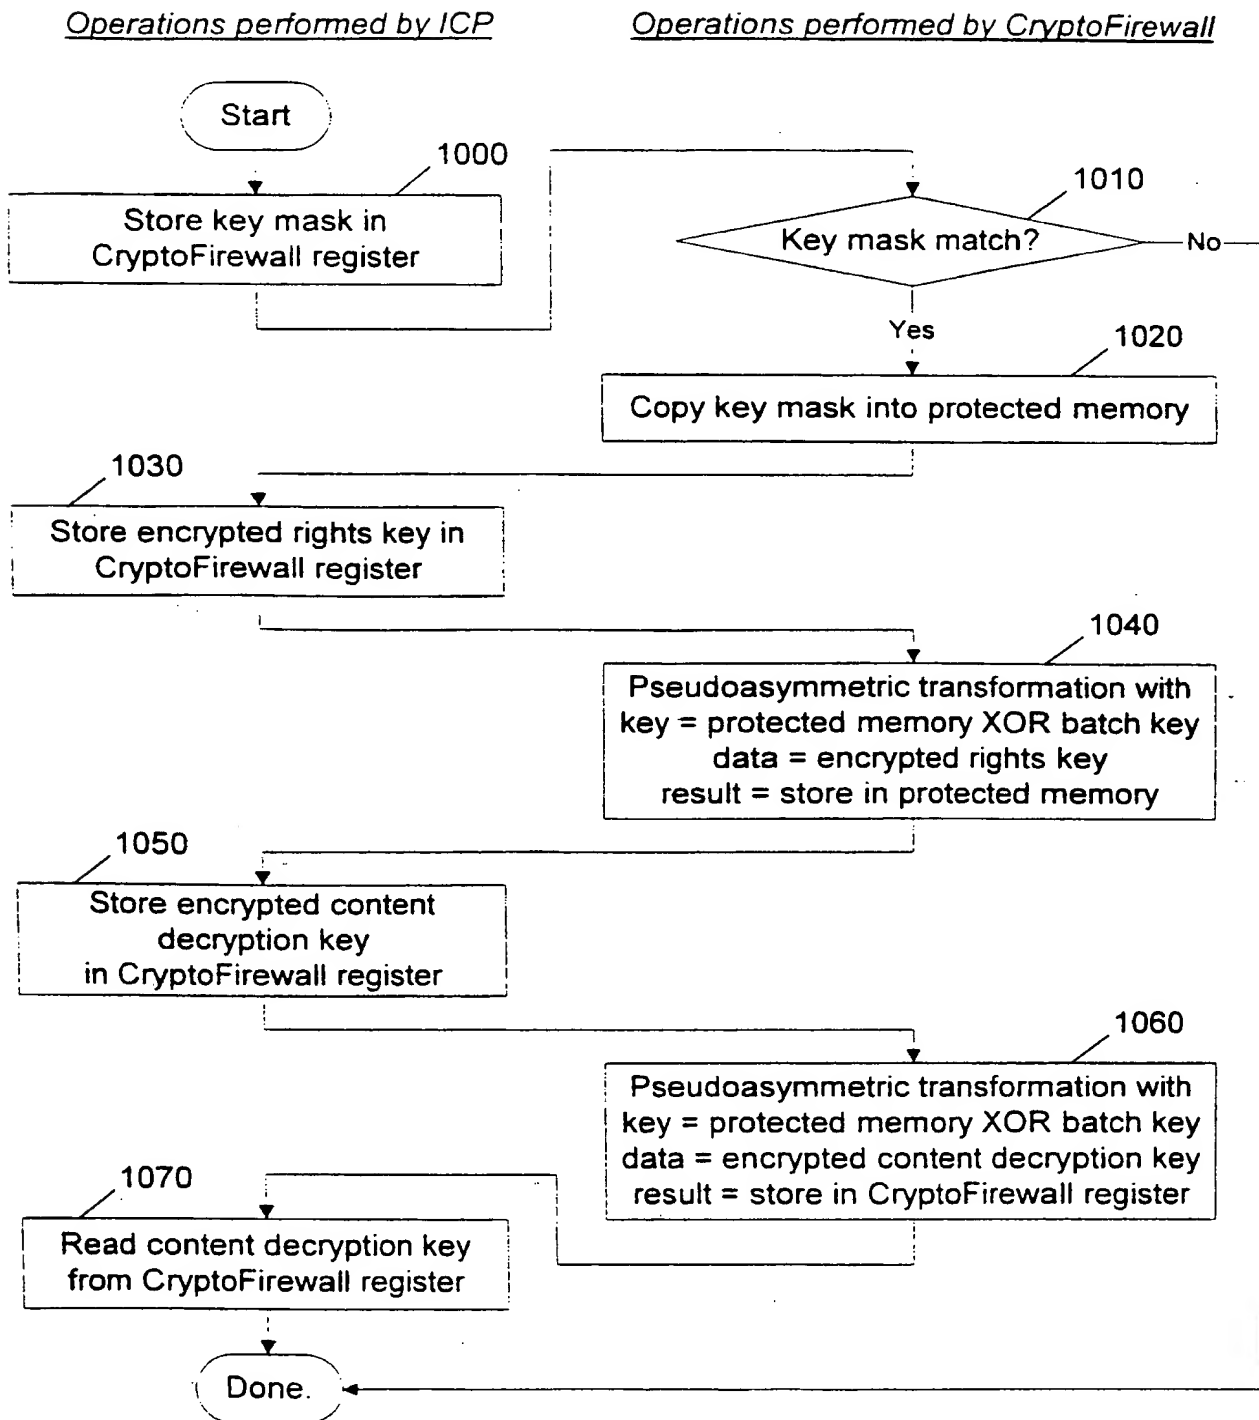 Operations performed by ICP
Operations performed by CryptoFirewall
Start
1000
Store key mask in
CryptoFirewall register
1010
Key mask match?
No
Yes
1020
Copy key mask into protected memory
1030
Store encrypted rights key in
CryptoFirewall register
1040
Pseudoasymmetric transformation with
key = protected memory XOR batch key
data = encrypted rights key
result = store in protected memory
1050
Store encrypted content
decryption key
in CryptoFirewall register
1060
Pseudoasymmetric transformation with
key = protected memory XOR batch key
data = encrypted content decryption key
result = store in CryptoFirewall register
1070
Read content decryption key
from CryptoFirewall register
Done.